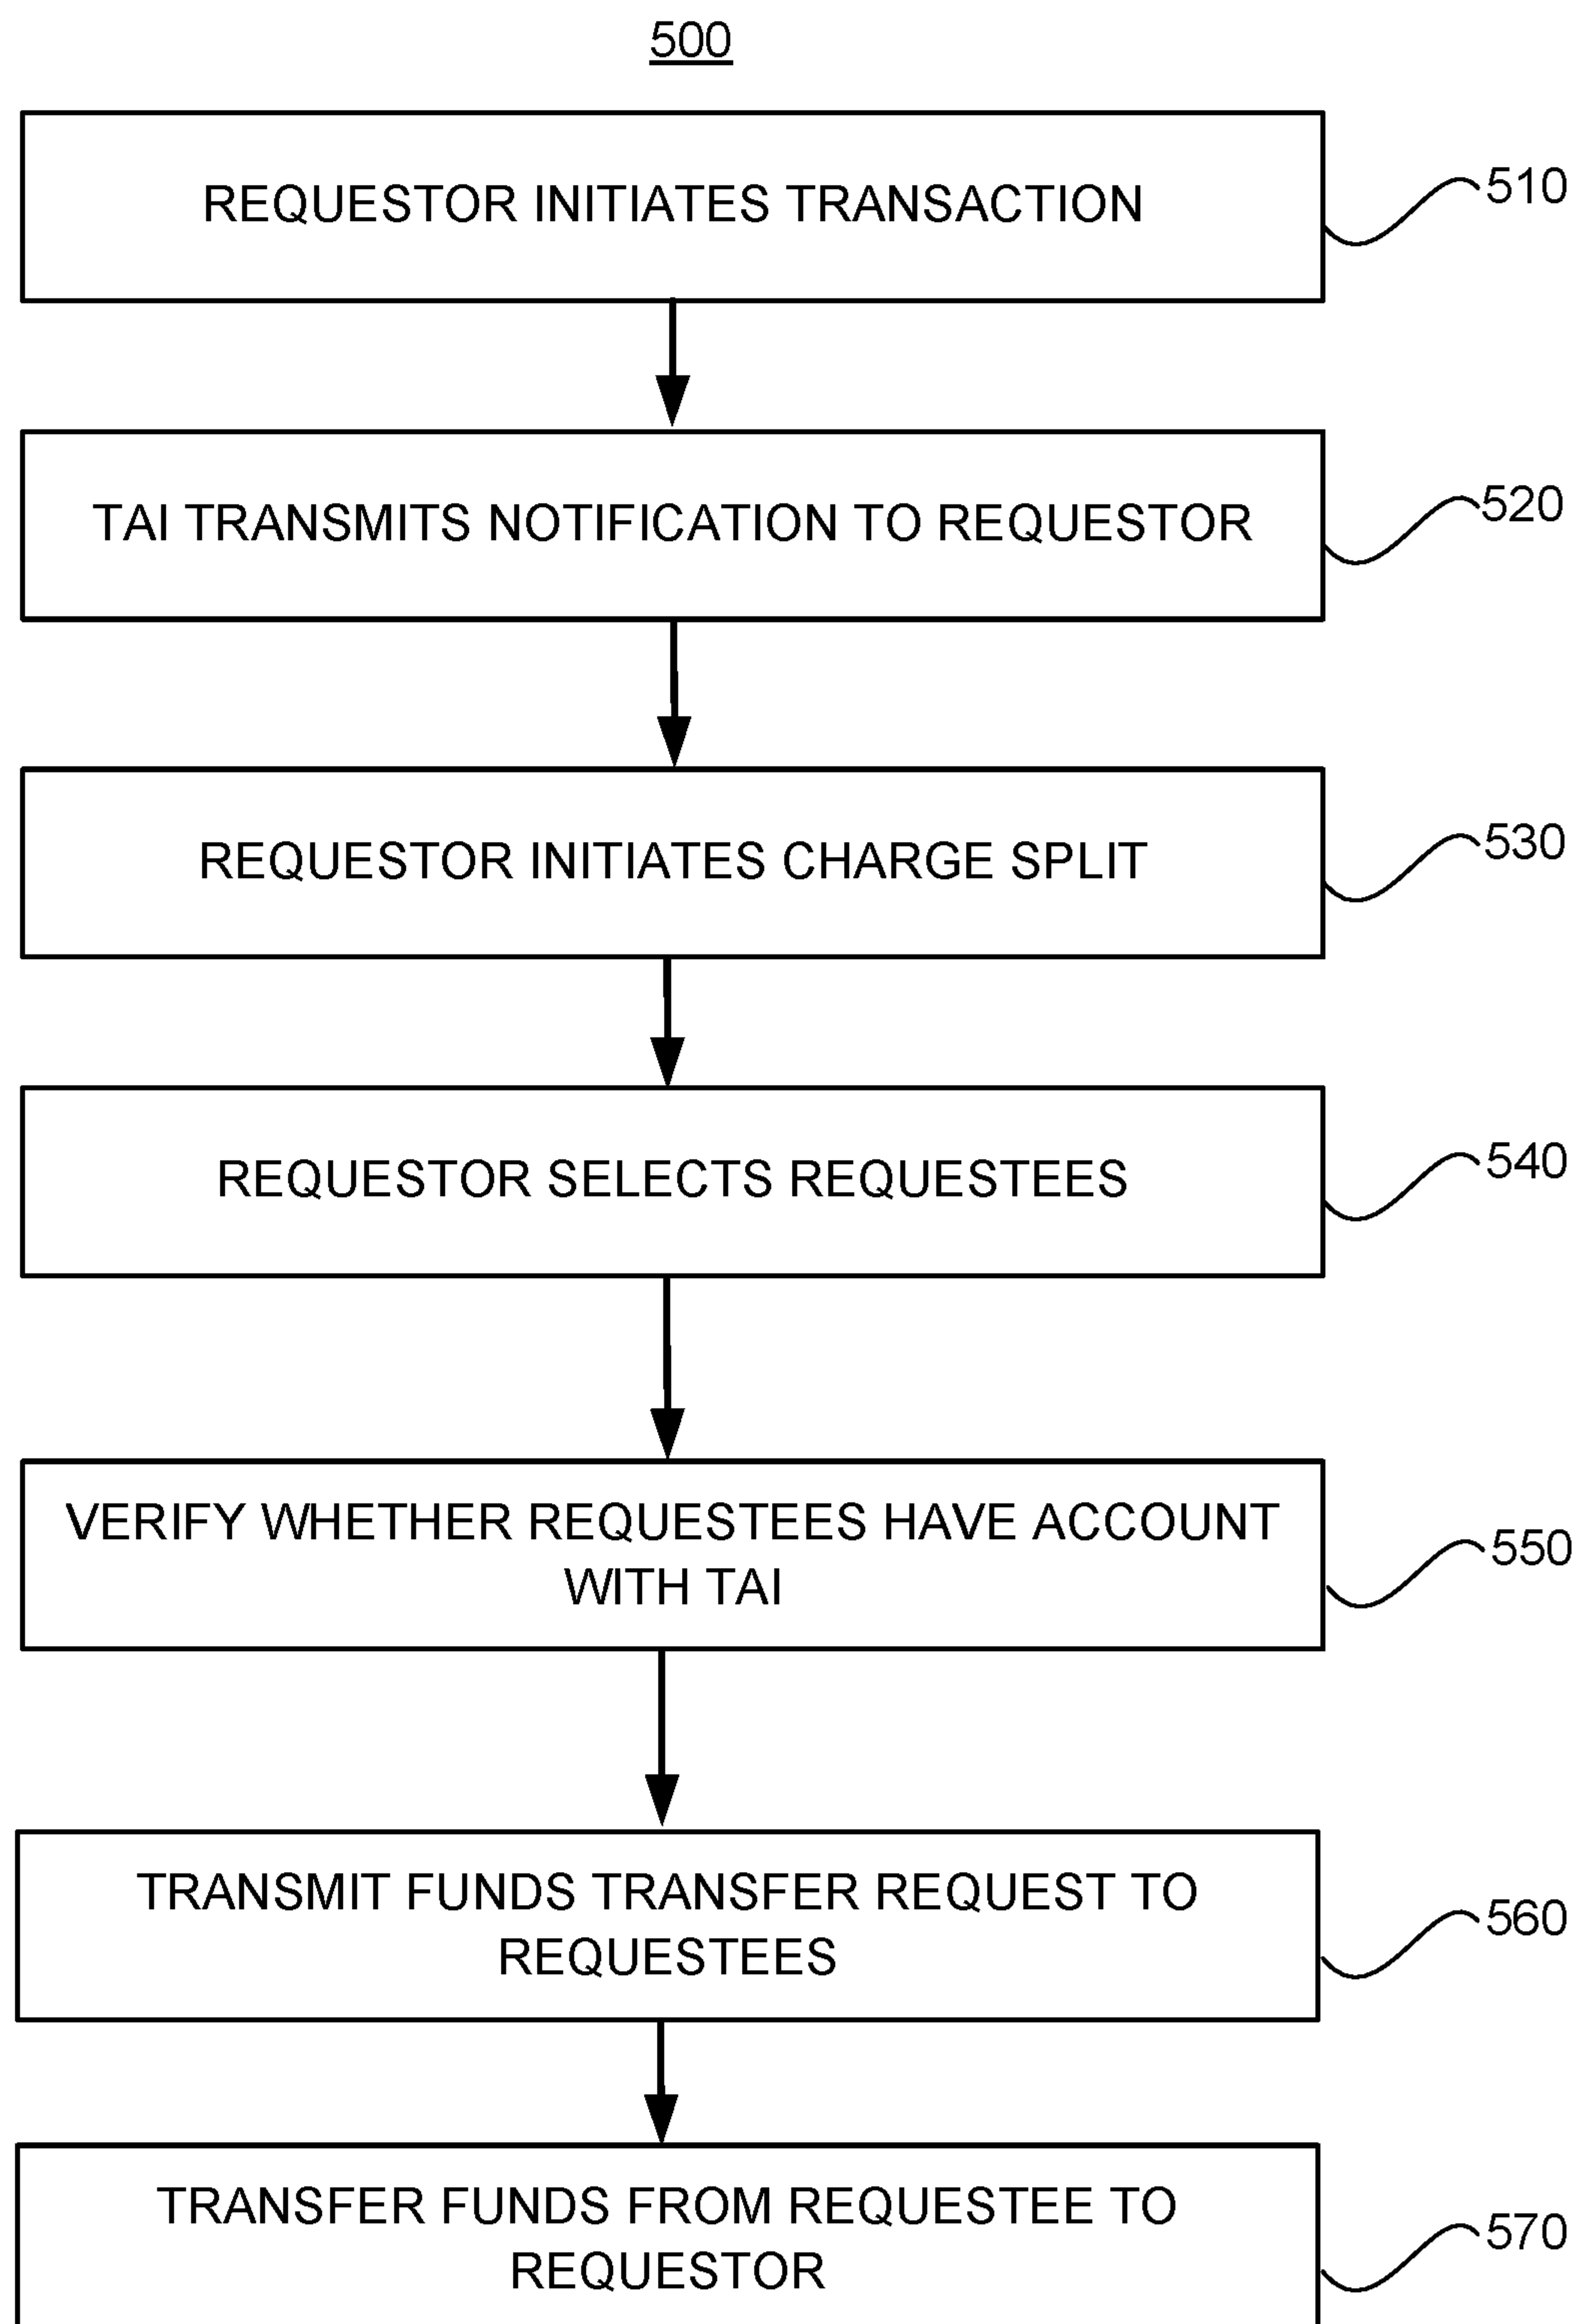 500
REQUESTOR INITIATES TRANSACTION
510
TAI TRANSMITS NOTIFICATION TO REQUESTOR
520
REQUESTOR INITIATES CHARGE SPLIT
530
REQUESTOR SELECTS REQUESTEES
540
VERIFY WHETHER REQUESTEES HAVE ACCOUNT
WITH TAI
550
TRANSMIT FUNDS TRANSFER REQUEST TO
REQUESTEES
560
TRANSFER FUNDS FROM REQUESTEE TO
REQUESTOR
570